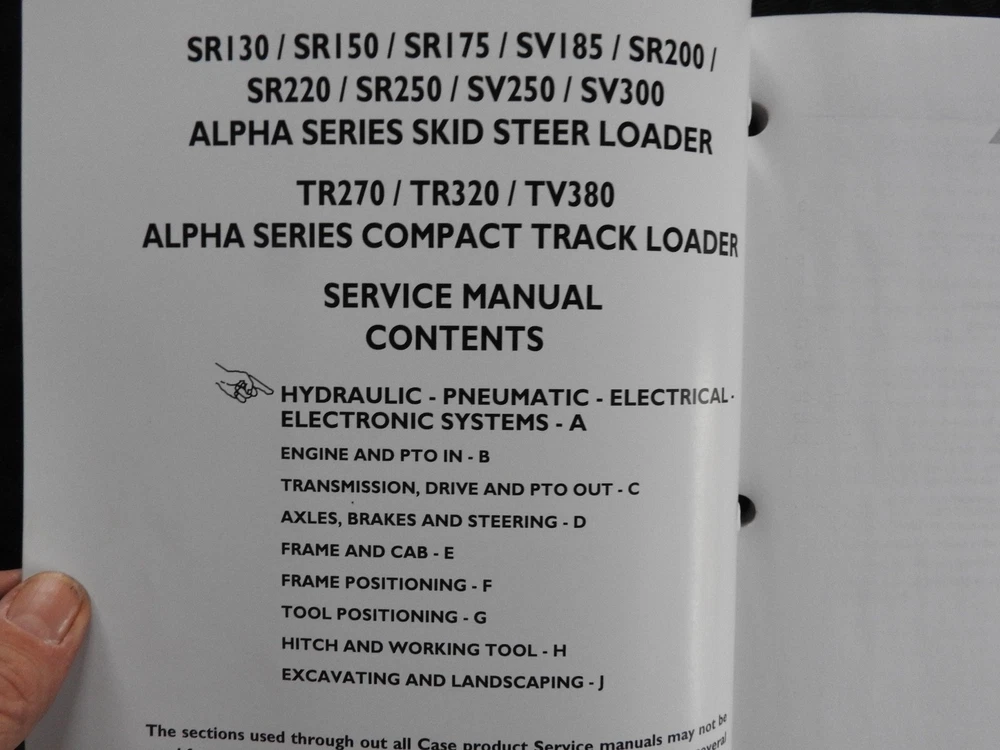 SR130 / SR150 / SR175 / SV185 / SR200 /
SR220 / SR250 / SV250 / SV300
ALPHA SERIES SKID STEER LOADER
TR270 / TR320 / TV380
ALPHA SERIES COMPACT TRACK LOADER
SERVICE MANUAL
CONTENTS
HYDRAULIC - PNEUMATIC - ELECTRICAL -
ELECTRONIC SYSTEMS - A
ENGINE AND PTO IN - B
TRANSMISSION, DRIVE AND PTO OUT - C
AXLES, BRAKES AND STEERING - D
FRAME AND CAB - E
FRAME POSITIONING - F
TOOL POSITIONING - G
HITCH AND WORKING TOOL - H
EXCAVATING AND LANDSCAPING - J
The sections used through out all Case product Service manuals may not be
several